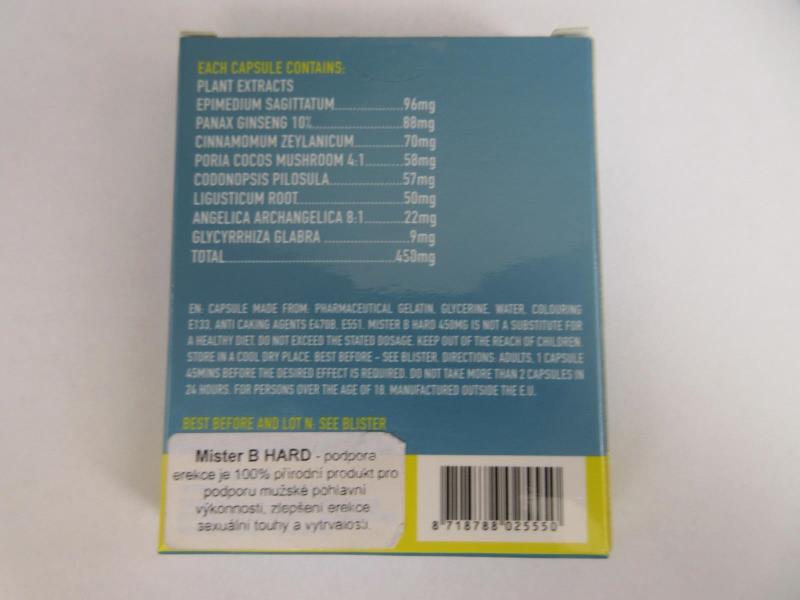 EACH CAPSULE CONTAINS:
PLANT EXTRACTS
EPIMEDIUM SAGITTATUM....................96mg
PANAX GINSENG 10%....................88mg
CINNAMOMUM ZEYLANICUM..............70mg
PORIA COCOS MUSHROOM 4:1..........58mg
CODONOPSIS PILOSULA....................57mg
LIGUSTICUM ROOT..............................50mg
ANGELICA ARCHANGELICA 8:1..........22mg
GLYCYRRHIZA GLABRA ......................9mg
TOTAL................................................450mg
EN: CAPSULE MADE FROM: PHARMACEUTICAL GELATIN, GLYCERINE, WATER, COLOURING
E133, ANTI CAKING AGENTS E470B, E551. MISTER B HARD 450MG IS NOT A SUBSTITUTE FOR
A HEALTHY DIET. DO NOT EXCEED THE STATED DOSAGE. KEEP OUT OF THE REACH OF CHILDREN.
STORE IN A COOL DRY PLACE. BEST BEFORE – SEE BLISTER. DIRECTIONS: ADULTS, 1 CAPSULE
45MINS BEFORE THE DESIRED EFFECT IS REQUIRED. DO NOT TAKE MORE THAN 2 CAPSULES IN
24 HOURS. FOR PERSONS OVER THE AGE OF 18. MANUFACTURED OUTSIDE THE E.U.
BEST BEFORE AND LOT N: SEE BLISTER
Mister B HARD - podpora
erekce je 100% přírodní produkt pro
podporu mužské pohlavní
výkonnosti, zlepšení erekce
sexuální touhy a vytrvalosti.
8 718788 025550